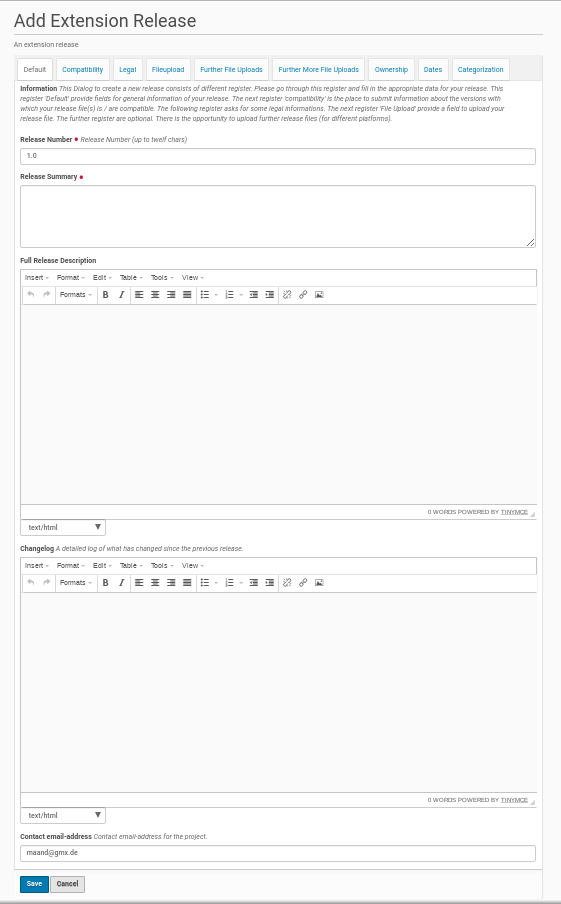 Add Extension Release
An extension release
Default Compatibility Legal Fileupload Further File Uploads Further More File Uploads Ownership Dates Categorization
Information This Dialog to create a new release consists of different register. Please go through this register and fill in the appropriate data for your release. This
register 'Default' provide fields for general information of your release. The next register 'compatibility' is the place to submit information about the versions with
which your release file(s) is / are compatible. The following register asks for some legal informations. The next register 'File Upload' provide a field to upload your
release file. The further register are optional. There is the opportunity to upload further release files (for different platforms).
Release Number Release Number (up to twelf chars)
1.0
Release Summary
Full Release Description
Insert Format Edit Table Tools View
Formats B I
0 WORDS POWERED BY TINYMCE
text/html
Changelog A detailed log of what has changed since the previous release.
Insert Format Edit Table Tools View
Formats B I
0 WORDS POWERED BY TINYMCE
text/html
Contact email-address Contact email-address for the project.
maand@gmx.de
Save Cancel